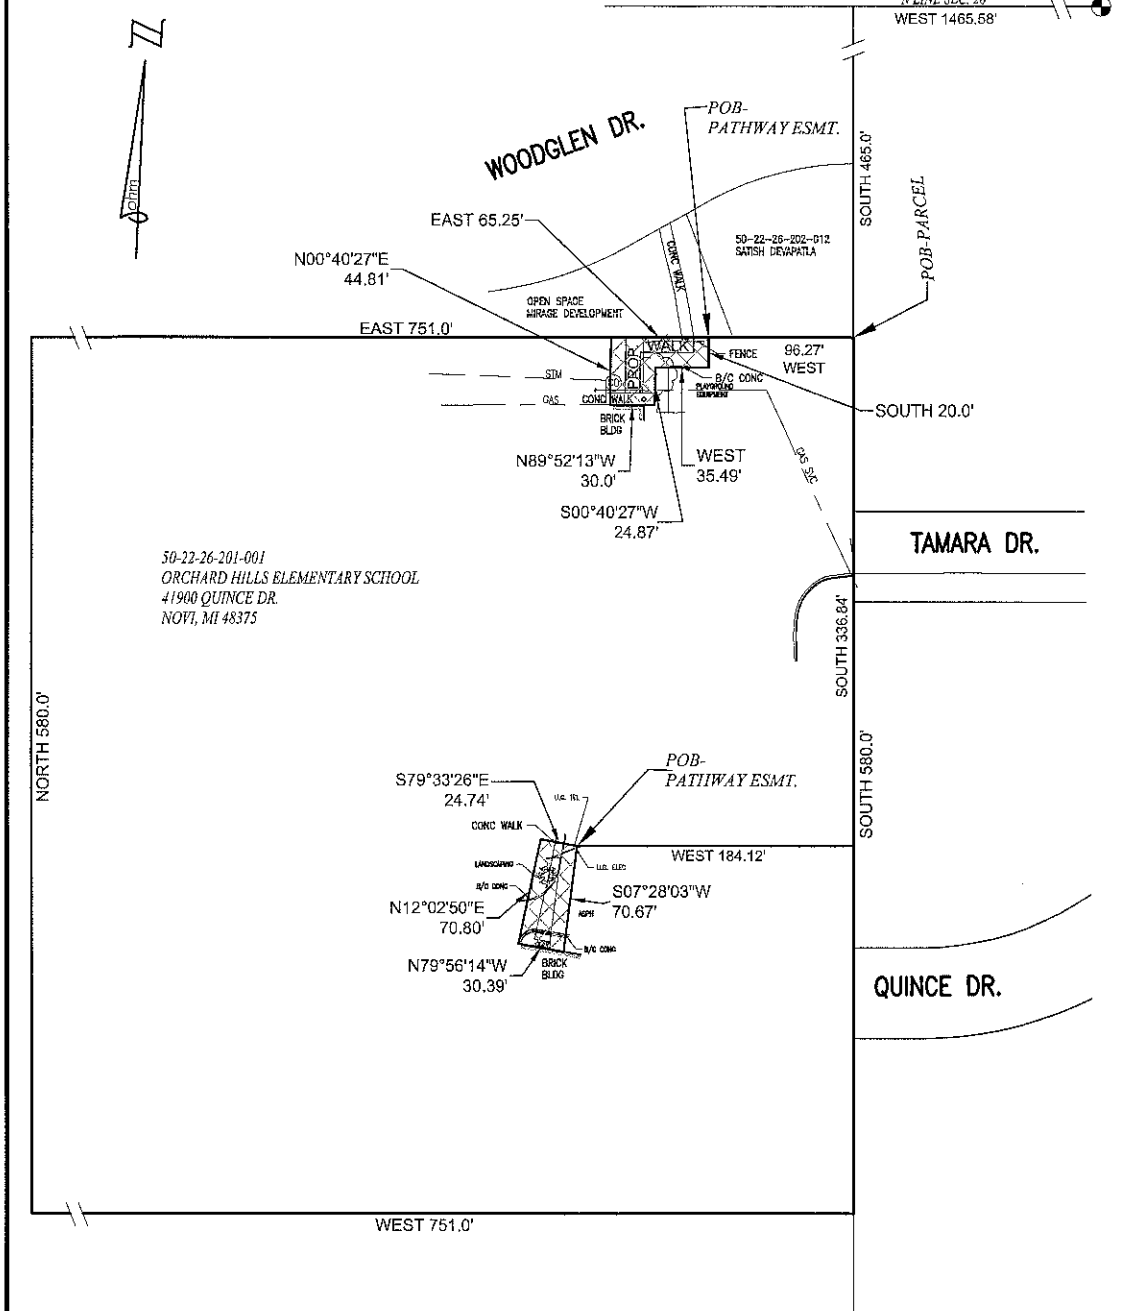 WEST 1465.58'
Z
ohm
WOODGLEN DR.
POB-
PATHWAY ESMT.
SOUTH 465.0'
POB-PARCEL
EAST 65.25'
50-22-26-202-012
SATISH DEVAPATLA
CONC WALK
N00°40'27"E
44.81'
OPEN SPACE
MIRAGE DEVELOPMENT
EAST 751.0'
WALK
PROP
FENCE
96.27'
WEST
STM
B/C CONC
PLAYGROUND
EQUIPMENT
GAS
CONC WALK
BRICK
BLDG
SOUTH 20.0'
N89°52'13"W
30.0'
WEST
35.49'
GAS SVC
S00°40'27"W
24.87'
TAMARA DR.
50-22-26-201-001
ORCHARD HILLS ELEMENTARY SCHOOL
41900 QUINCE DR.
NOVI, MI 48375
SOUTH 336.84'
NORTH 580.0'
SOUTH 580.0'
POB-
PATHWAY ESMT.
S79°33'26"E
24.74'
CONC WALK
WEST 184.12'
LANDSCAPING
U.G. ELEC
B/C CONC
S07°28'03"W
70.67'
N12°02'50"E
70.80'
ASPH
B/C CONC
N79°56'14"W
30.39'
BRICK
BLDG
QUINCE DR.
WEST 751.0'